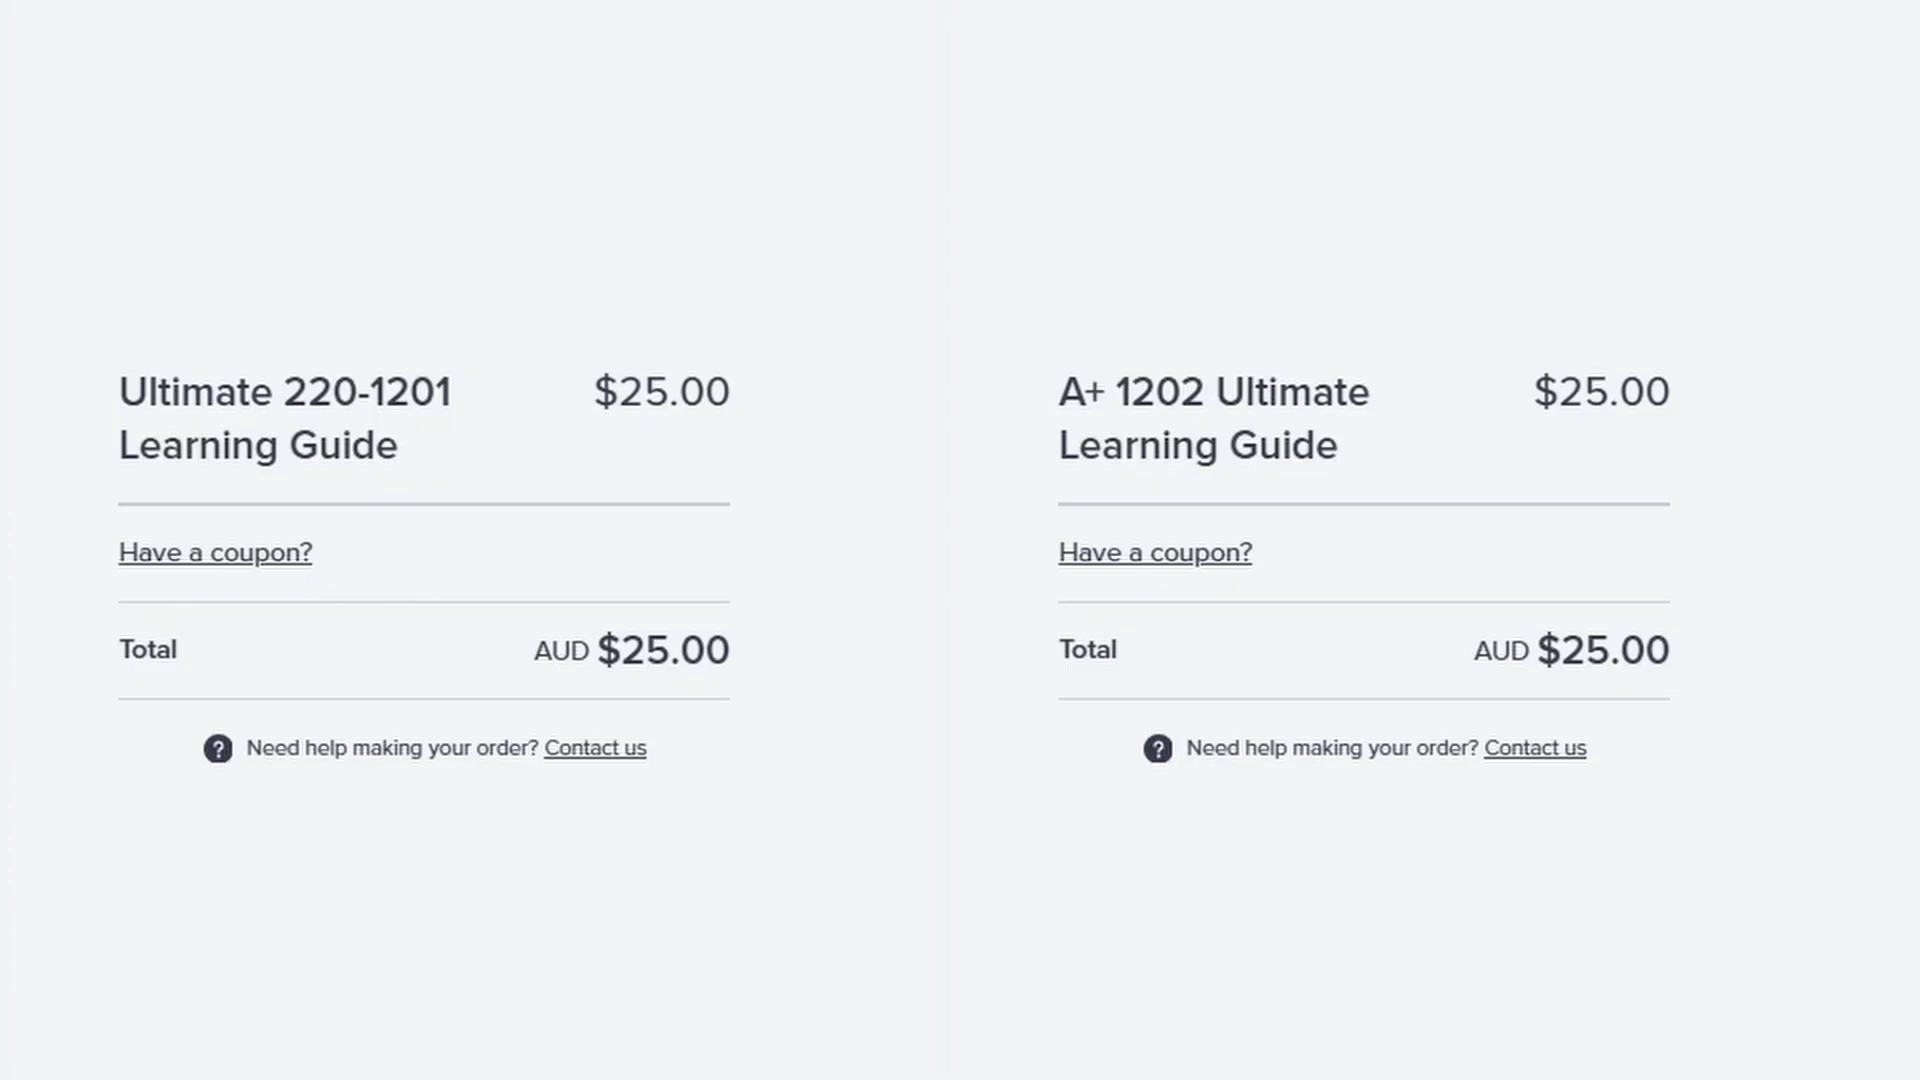 Ultimate 220-1201 $25.00
Learning Guide
Have a coupon?
Total AUD $25.00
? Need help making your order? Contact us
A+ 1202 Ultimate $25.00
Learning Guide
Have a coupon?
Total AUD $25.00
? Need help making your order? Contact us